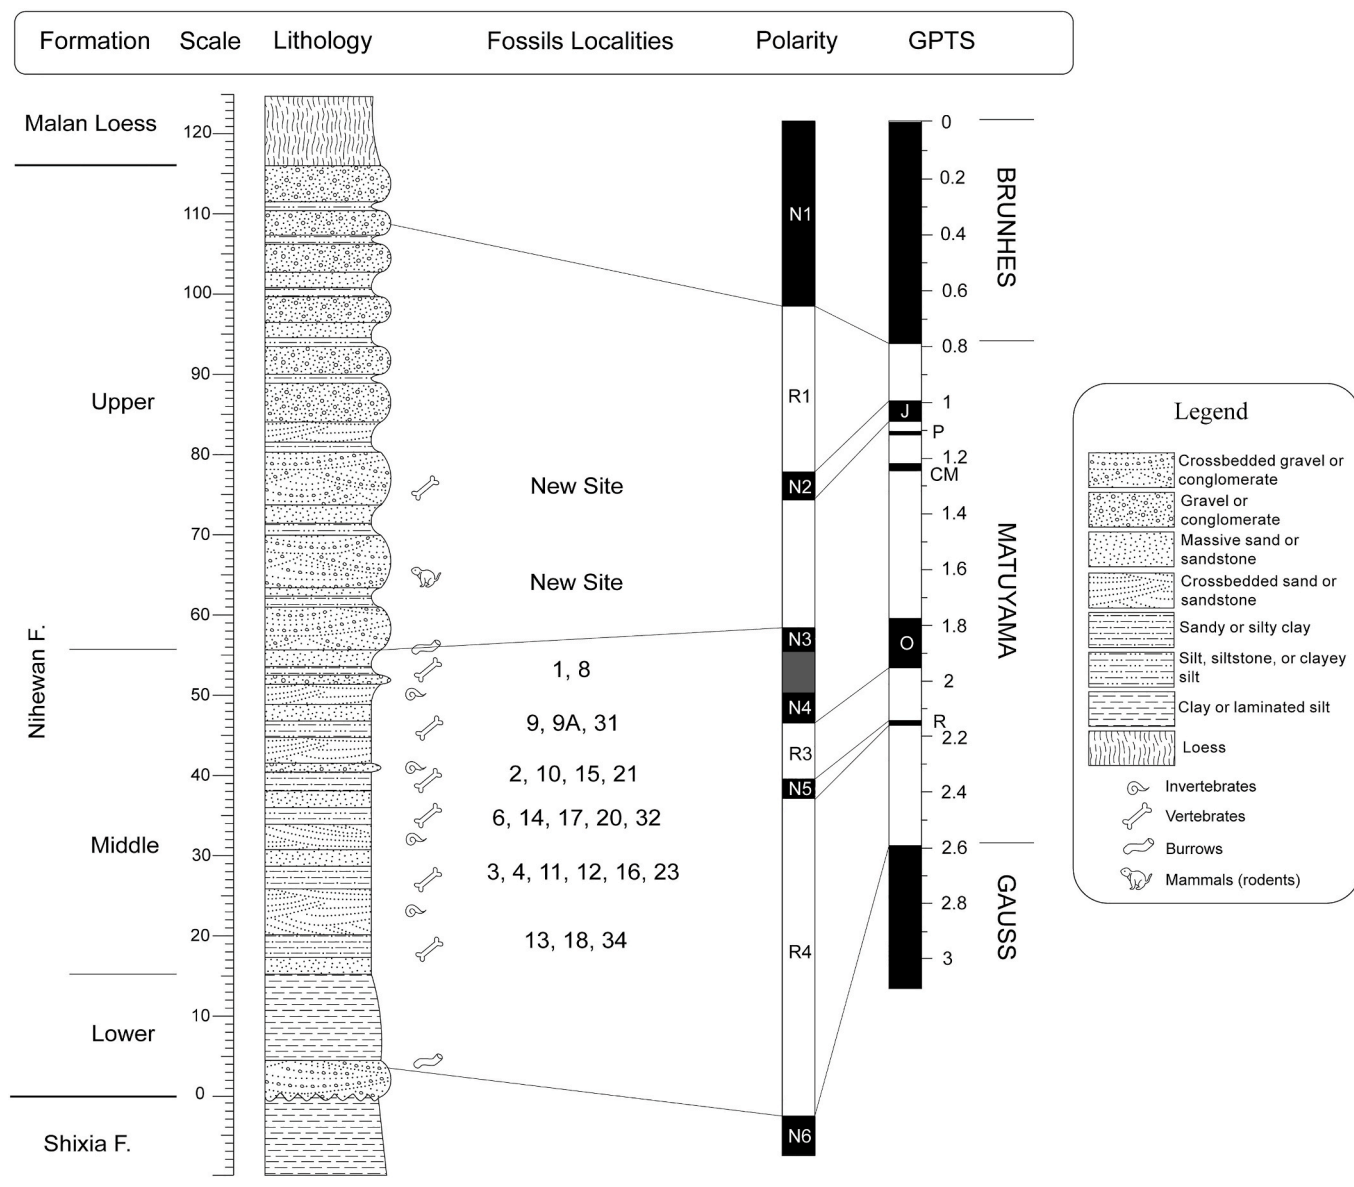 Formation Scale Lithology Fossils Localities Polarity GPTS
Malan Loess
Upper
Nihewan F.
Middle
Lower
Shixia F.
120
110
100
90
80
70
60
50
40
30
20
10
0
New Site
New Site
1, 8
9, 9A, 31
2, 10, 15, 21
6, 14, 17, 20, 32
3, 4, 11, 12, 16, 23
13, 18, 34
N1
R1
N2
N3
N4
R3
N5
R4
N6
J
O
0
0.2
0.4
0.6
0.8
1
P
1.2
CM
1.4
1.6
1.8
2
R
2.2
2.4
2.6
2.8
3
BRUNHES
MATUYAMA
GAUSS
Legend
Crossbedded gravel or
conglomerate
Gravel or
conglomerate
Massive sand or
sandstone
Crossbedded sand or
sandstone
Sandy or silty clay
Silt, siltstone, or clayey
silt
Clay or laminated silt
Loess
Invertebrates
Vertebrates
Burrows
Mammals (rodents)